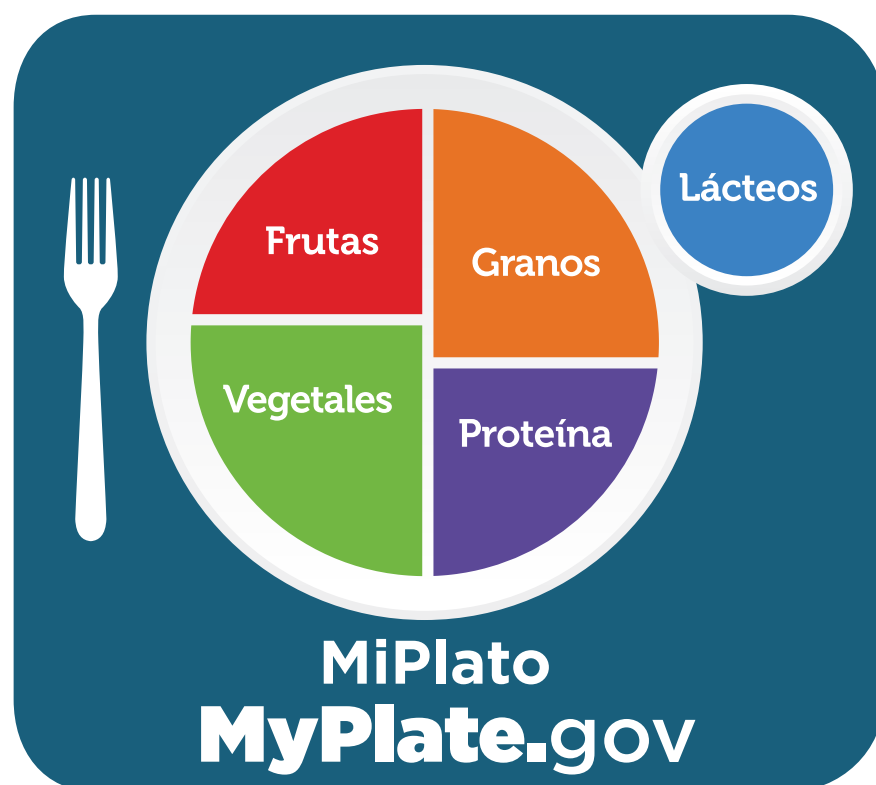 Frutas
Granos
Lácteos
Vegetales
Proteína
MiPlato
MyPlate.gov